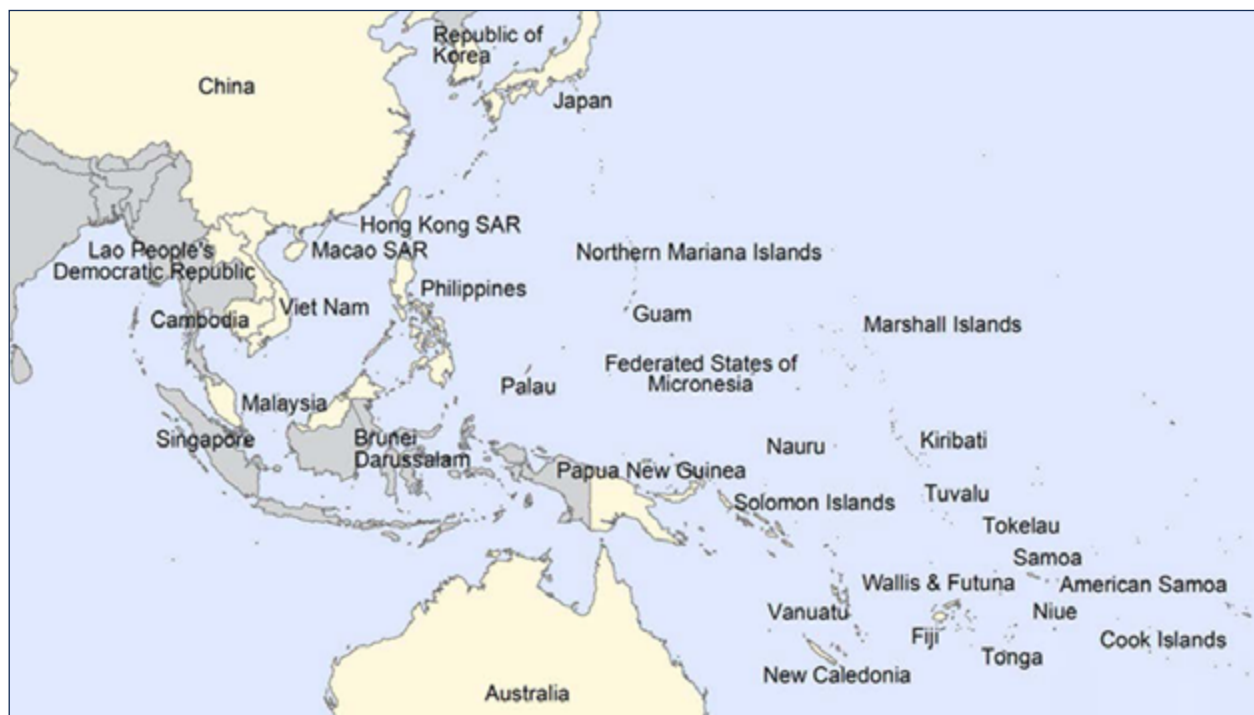 Republic of
Korea
China
Japan
Hong Kong SAR
Macao SAR
Lao People's
Democratic Republic
Northern Mariana Islands
Philippines
Viet Nam
Guam
Cambodia
Marshall Islands
Federated States of
Micronesia
Palau
Malaysia
Singapore
Brunei
Darussalam
Nauru
Kiribati
Papua New Guinea
Solomon Islands
Tuvalu
Tokelau
Samoa
Wallis & Futuna
American Samoa
Vanuatu
Niue
Fiji
Cook Islands
Tonga
New Caledonia
Australia